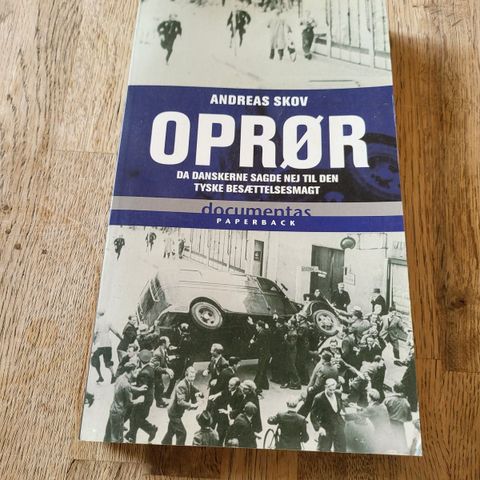 ANDREAS SKOV
OPRØR
DA DANSKERNE SAGDE NEJ TIL DEN
TYSKE BESÆTTELSESMAGT
documentas
PAPERBACK